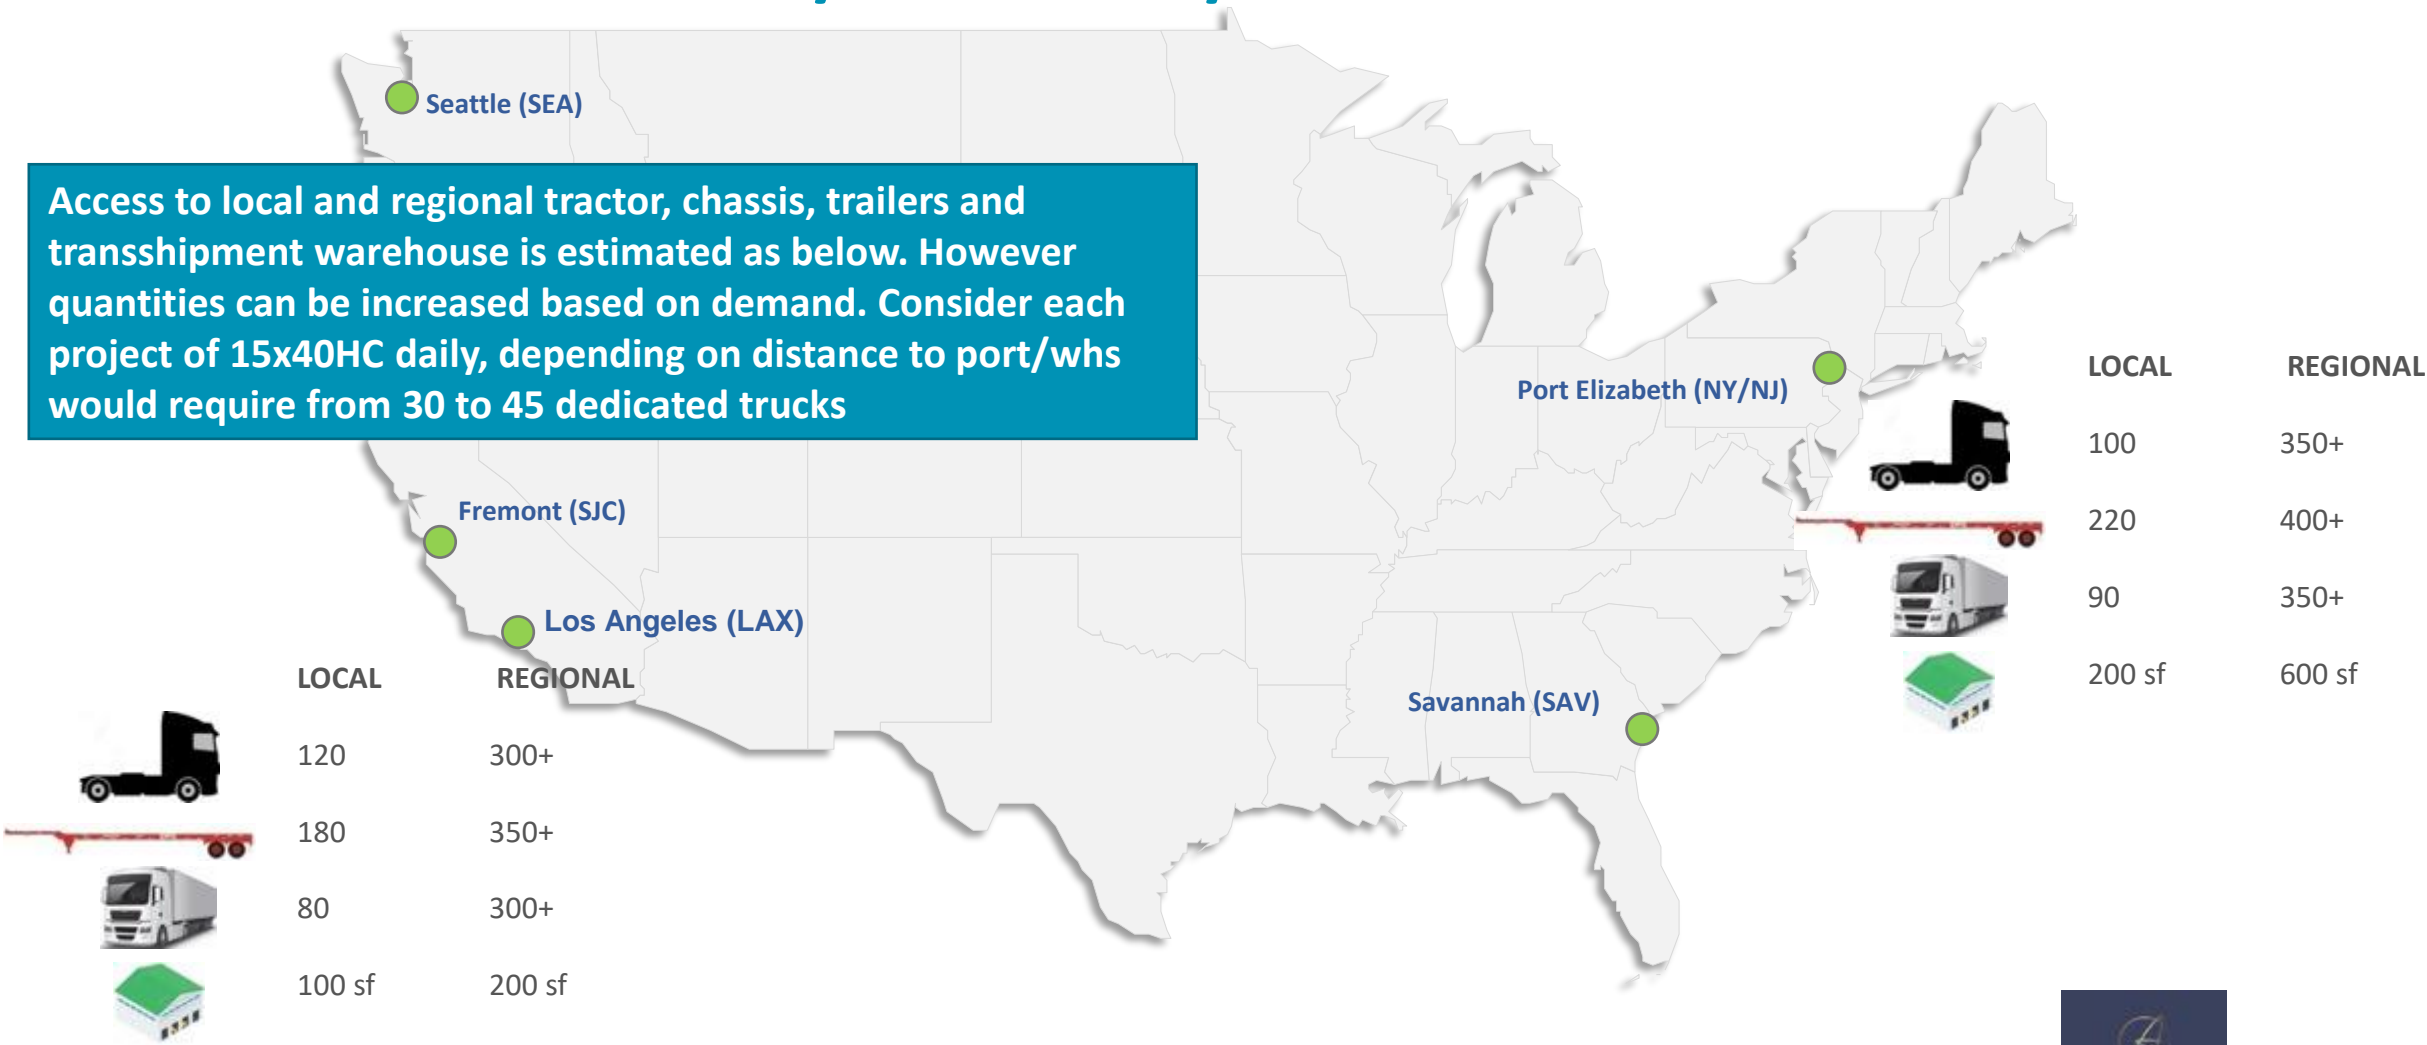 Seattle (SEA)
Access to local and regional tractor, chassis, trailers and
transshipment warehouse is estimated as below. However
quantities can be increased based on demand. Consider each
project of 15x40HC daily, depending on distance to port/whs
would require from 30 to 45 dedicated trucks
Port Elizabeth (NY/NJ)
LOCAL REGIONAL
100 350+
220 400+
90 350+
200 sf 600 sf
Fremont (SJC)
Los Angeles (LAX)
Savannah (SAV)
LOCAL REGIONAL
120 300+
180 350+
80 300+
100 sf 200 sf